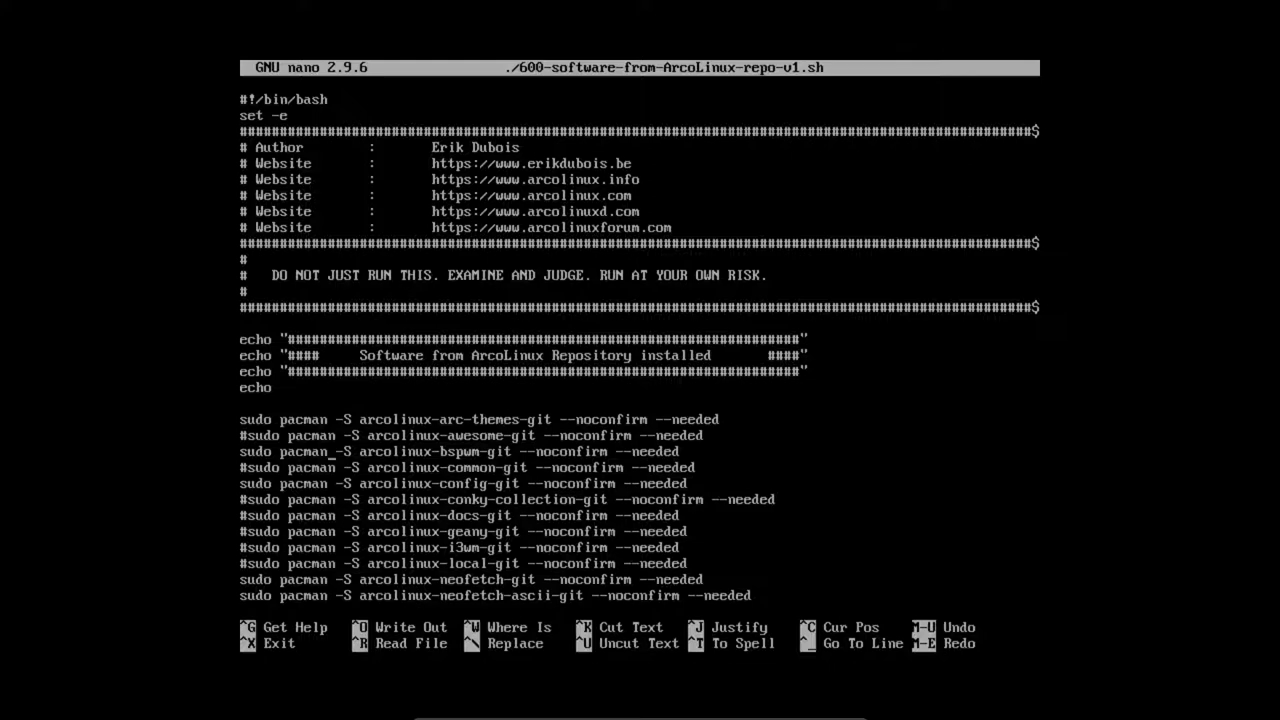 GNU nano 2.9.6 ./600-software-from-ArcoLinux-repo-v1.sh
#!/bin/bash
set -e
###################################################################################################$
# Author : Erik Dubois
# Website : https://www.erikdubois.be
# Website : https://www.arcolinux.info
# Website : https://www.arcolinux.com
# Website : https://www.arcolinuxd.com
# Website : https://www.arcolinuxforum.com
###################################################################################################$
#
# DO NOT JUST RUN THIS. EXAMINE AND JUDGE. RUN AT YOUR OWN RISK.
#
###################################################################################################$
echo "################################################################"
echo "#### Software from ArcoLinux Repository installed ####"
echo "################################################################"
echo
sudo pacman -S arcolinux-arc-themes-git --noconfirm --needed
#sudo pacman -S arcolinux-awesome-git --noconfirm --needed
sudo pacman -S arcolinux-bspwm-git --noconfirm --needed
#sudo pacman -S arcolinux-common-git --noconfirm --needed
sudo pacman -S arcolinux-config-git --noconfirm --needed
#sudo pacman -S arcolinux-conky-collection-git --noconfirm --needed
#sudo pacman -S arcolinux-docs-git --noconfirm --needed
#sudo pacman -S arcolinux-geany-git --noconfirm --needed
#sudo pacman -S arcolinux-i3wm-git --noconfirm --needed
#sudo pacman -S arcolinux-local-git --noconfirm --needed
sudo pacman -S arcolinux-neofetch-git --noconfirm --needed
sudo pacman -S arcolinux-neofetch-ascii-git --noconfirm --needed
^G Get Help ^O Write Out ^W Where Is ^K Cut Text ^J Justify ^C Cur Pos M-U Undo
^X Exit ^R Read File ^\ Replace ^U Uncut Text ^T To Spell ^_ Go To Line M-E Redo